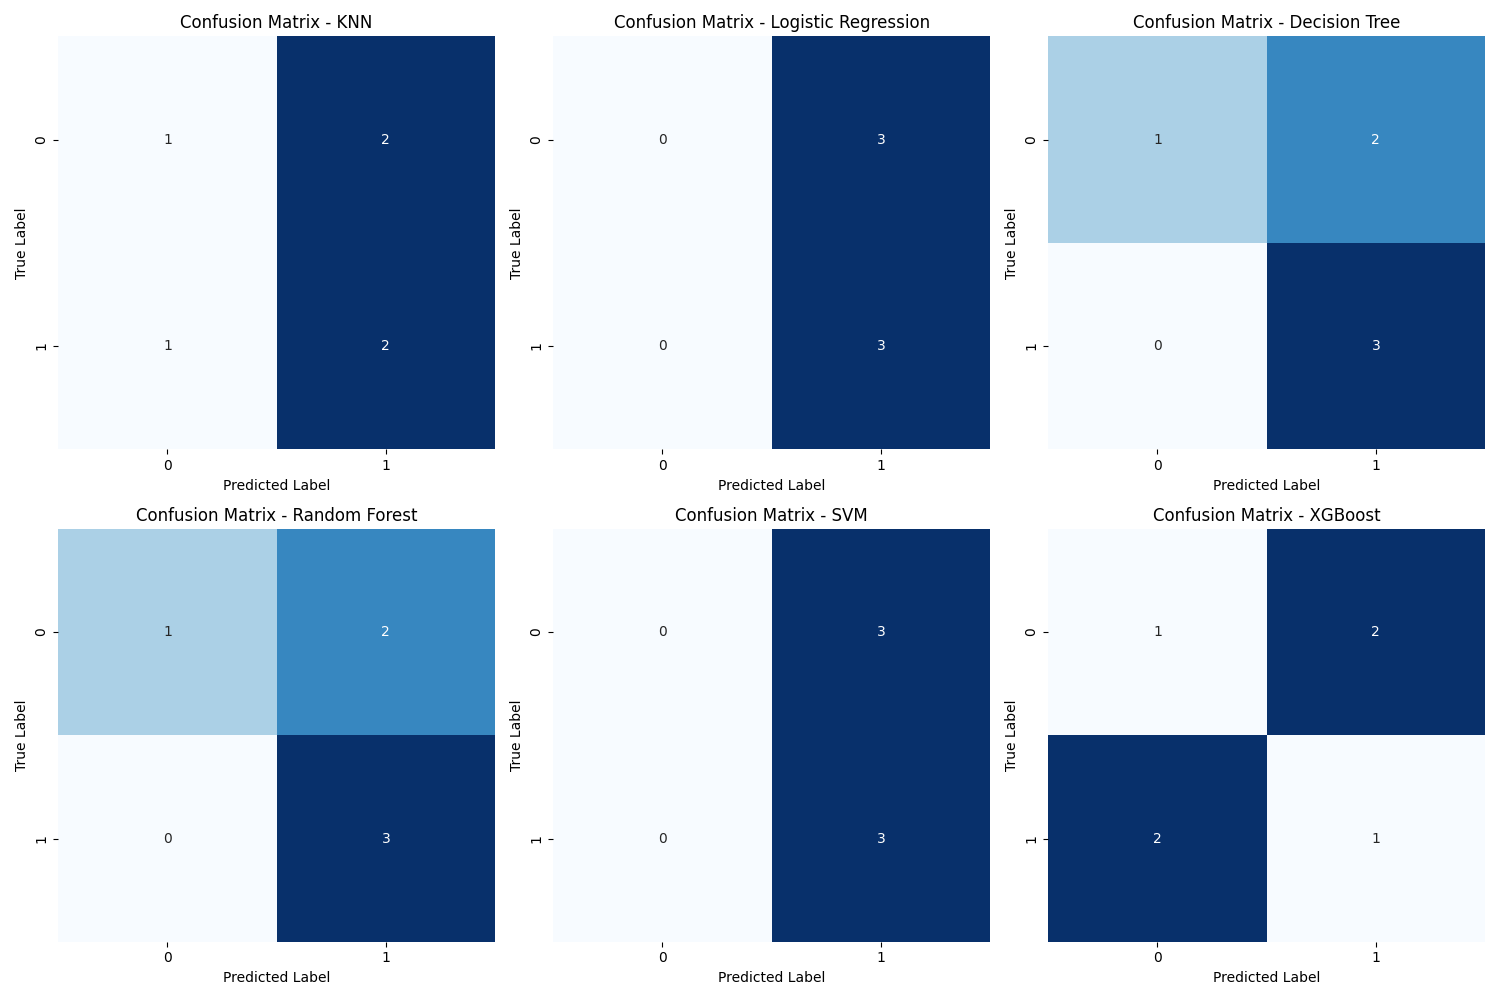 Confusion Matrix - KNN
0
1
2
True Label
1
1
2
0
1
Predicted Label
Confusion Matrix - Logistic Regression
0
0
3
True Label
1
0
3
0
1
Predicted Label
Confusion Matrix - Decision Tree
0
1
2
True Label
1
0
3
0
1
Predicted Label
Confusion Matrix - Random Forest
0
1
2
True Label
1
0
3
0
1
Predicted Label
Confusion Matrix - SVM
0
0
3
True Label
1
0
3
0
1
Predicted Label
Confusion Matrix - XGBoost
0
1
2
True Label
1
2
1
0
1
Predicted Label